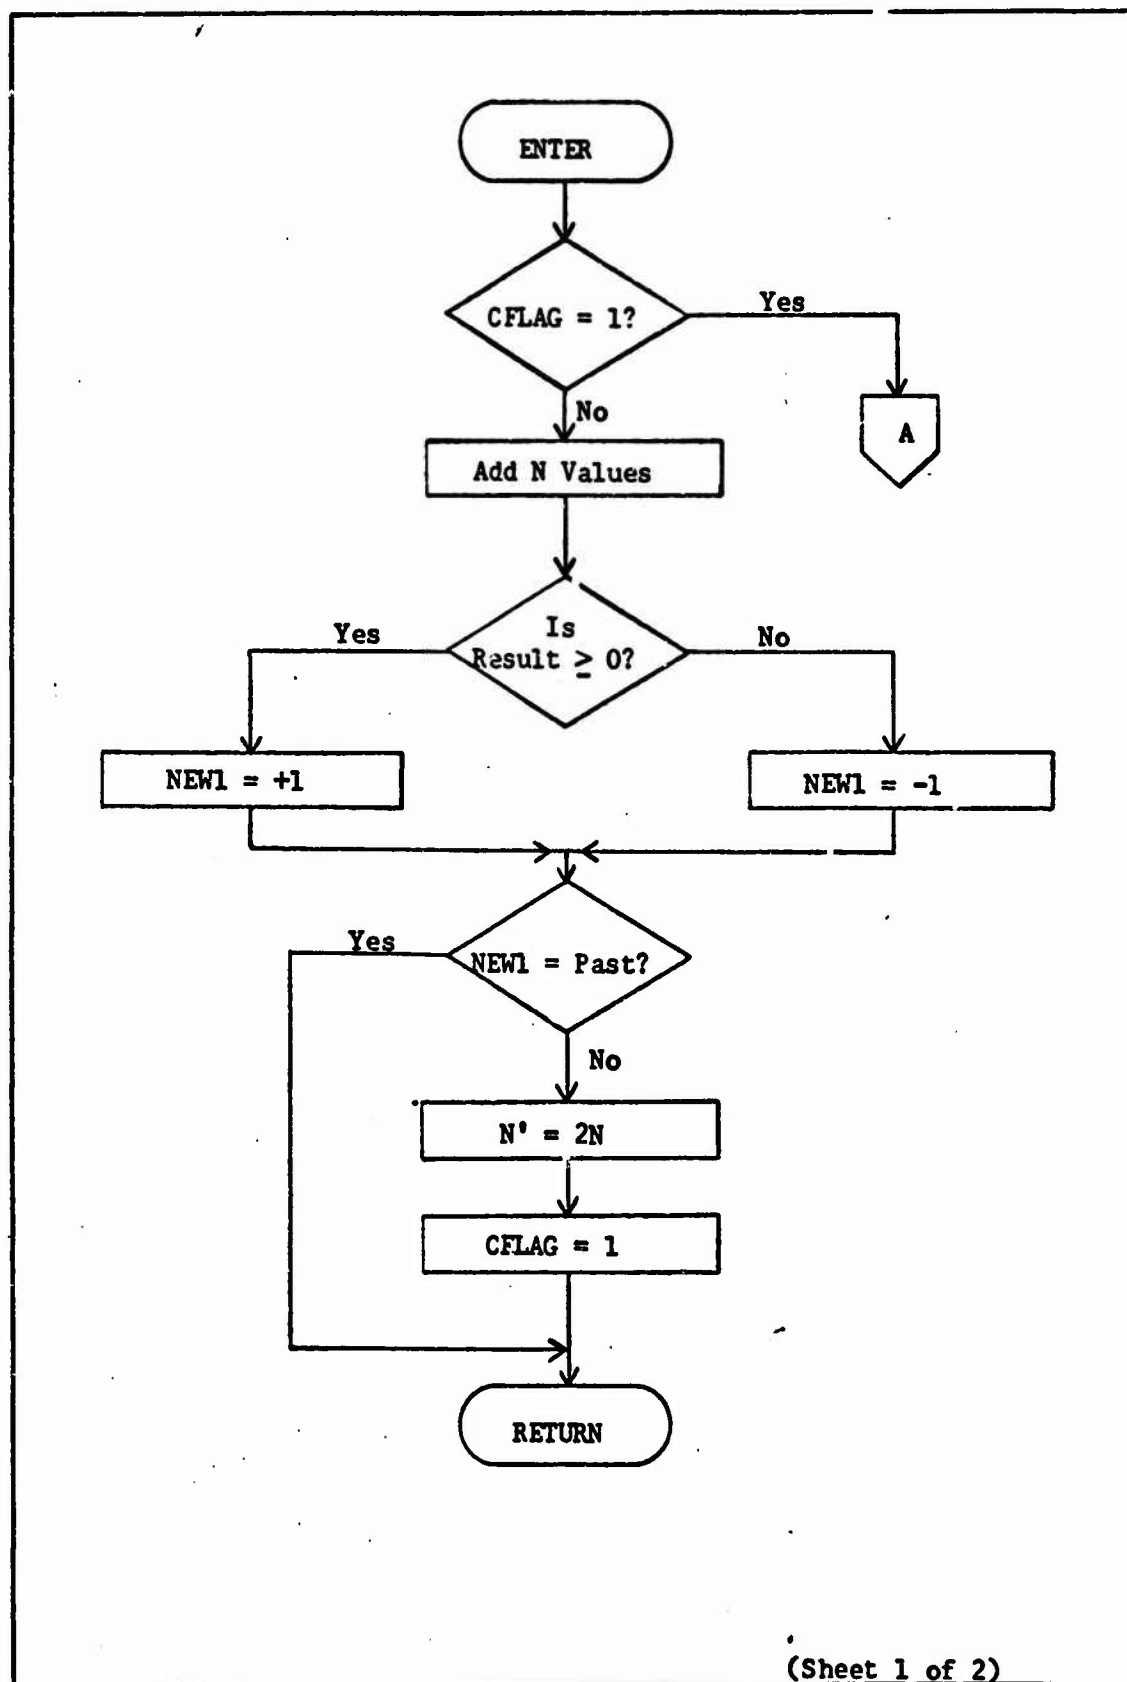 ENTER
CFLAG = 1?
Yes
No
A
Add N Values
Is
Result ≥ 0?
Yes
No
NEW1 = +1
NEW1 = -1
NEW1 = Past?
Yes
No
N' = 2N
CFLAG = 1
RETURN
(Sheet 1 of 2)